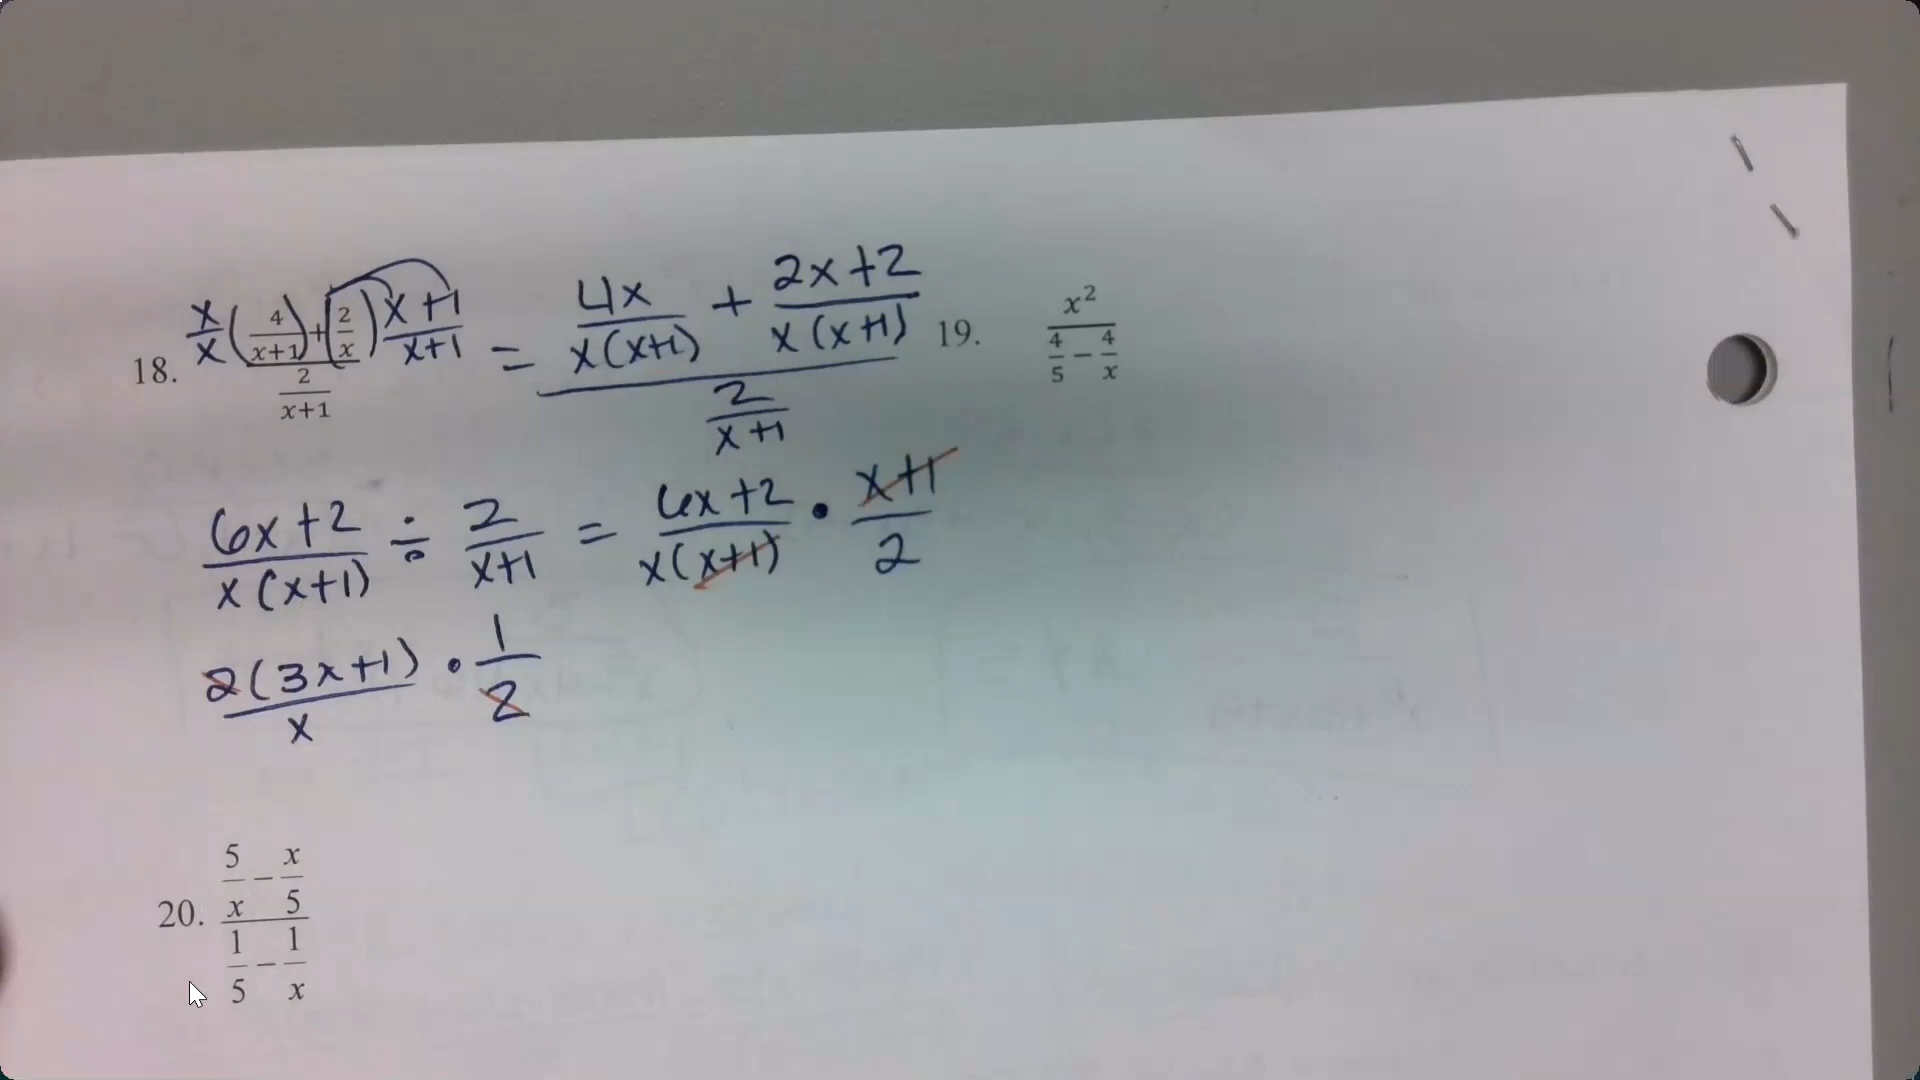 18. x/x (4/(x+1)) + (2/x) (x+1)/(x+1) / (2/(x+1)) = (4x/(x(x+1)) + (2x+2)/(x(x+1))) / (2/(x+1))
19. x² / (4/5 − 4/x)
(6x+2)/(x(x+1)) ÷ 2/(x+1) = (6x+2)/(x(x+1)) • (x+1)/2
2(3x+1)/x • 1/2
20. (5/x − x/5) / (1/5 − 1/x)